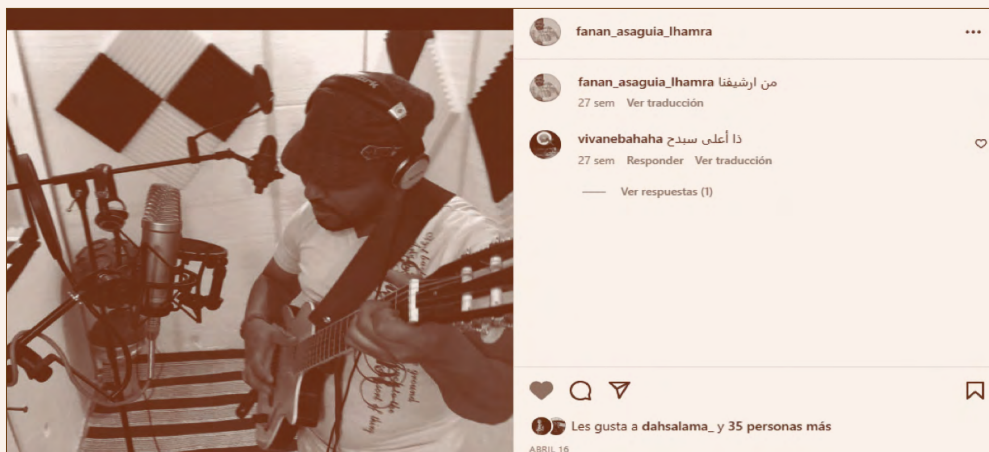 fanan_asaguia_lhamra
fanan_asaguia_lhamra من ارشيفنا
27 sem Ver traducción
vivanebahaha ذا أعلى سبدح
27 sem Responder Ver traducción
Ver respuestas (1)
Les gusta a dahsalama_ y 35 personas más
ABRIL 16